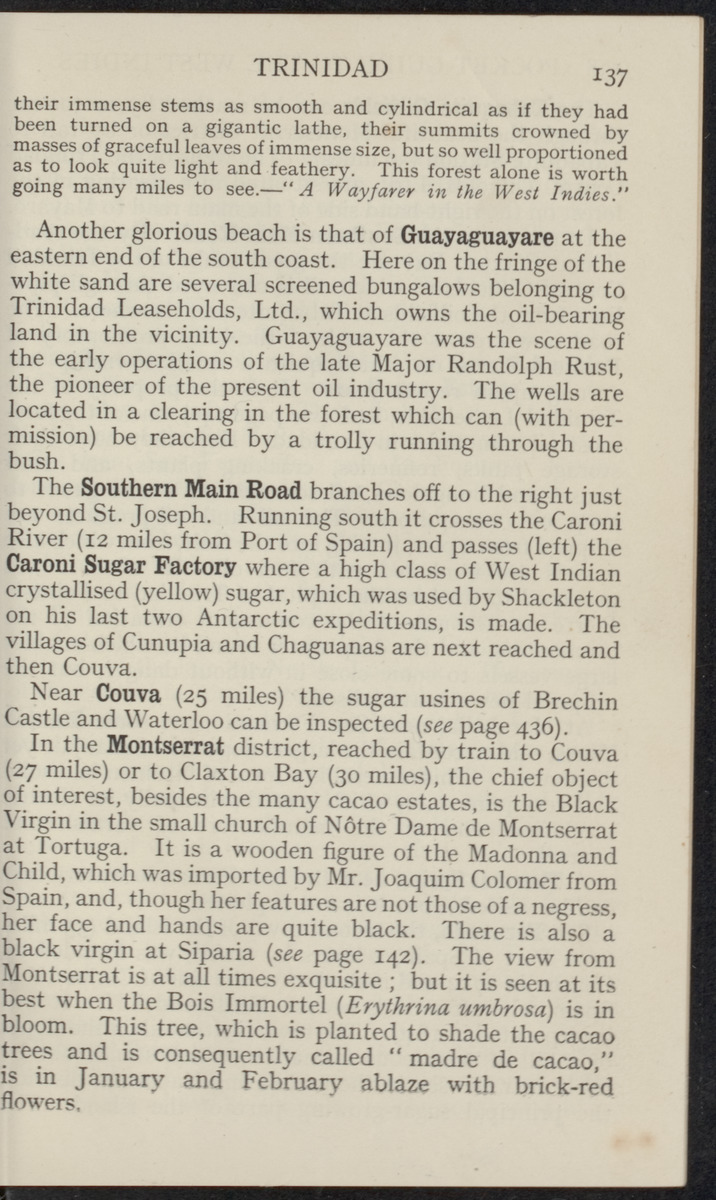 TRINIDAD 137
their immense stems as smooth and cylindrical as if they had
been turned on a gigantic lathe, their summits crowned by
masses of graceful leaves of immense size, but so well proportioned
as to look quite light and feathery. This forest alone is worth
going many miles to see.—"A Wayfarer in the West Indies."
Another glorious beach is that of Guayaguayare at the
eastern end of the south coast. Here on the fringe of the
white sand are several screened bungalows belonging to
Trinidad Leaseholds, Ltd., which owns the oil-bearing
land in the vicinity. Guayaguayare was the scene of
the early operations of the late Major Randolph Rust,
the pioneer of the present oil industry. The wells are
located in a clearing in the forest which can (with per-
mission) be reached by a trolly running through the
bush.
The Southern Main Road branches off to the right just
beyond St. Joseph. Running south it crosses the Caroni
River (12 miles from Port of Spain) and passes (left) the
Caroni Sugar Factory where a high class of West Indian
crystallised (yellow) sugar, which was used by Shackleton
on his last two Antarctic expeditions, is made. The
villages of Cunupia and Chaguanas are next reached and
then Couva.
Near Couva (25 miles) the sugar usines of Brechin
Castle and Waterloo can be inspected (see page 436).
In the Montserrat district, reached by train to Couva
(27 miles) or to Claxton Bay (30 miles), the chief object
of interest, besides the many cacao estates, is the Black
Virgin in the small church of Nôtre Dame de Montserrat
at Tortuga. It is a wooden figure of the Madonna and
Child, which was imported by Mr. Joaquim Colomer from
Spain, and, though her features are not those of a negress,
her face and hands are quite black. There is also a
black virgin at Siparia (see page 142). The view from
Montserrat is at all times exquisite ; but it is seen at its
best when the Bois Immortel (Erythrina umbrosa) is in
bloom. This tree, which is planted to shade the cacao
trees and is consequently called "madre de cacao,"
is in January and February ablaze with brick-red
flowers.